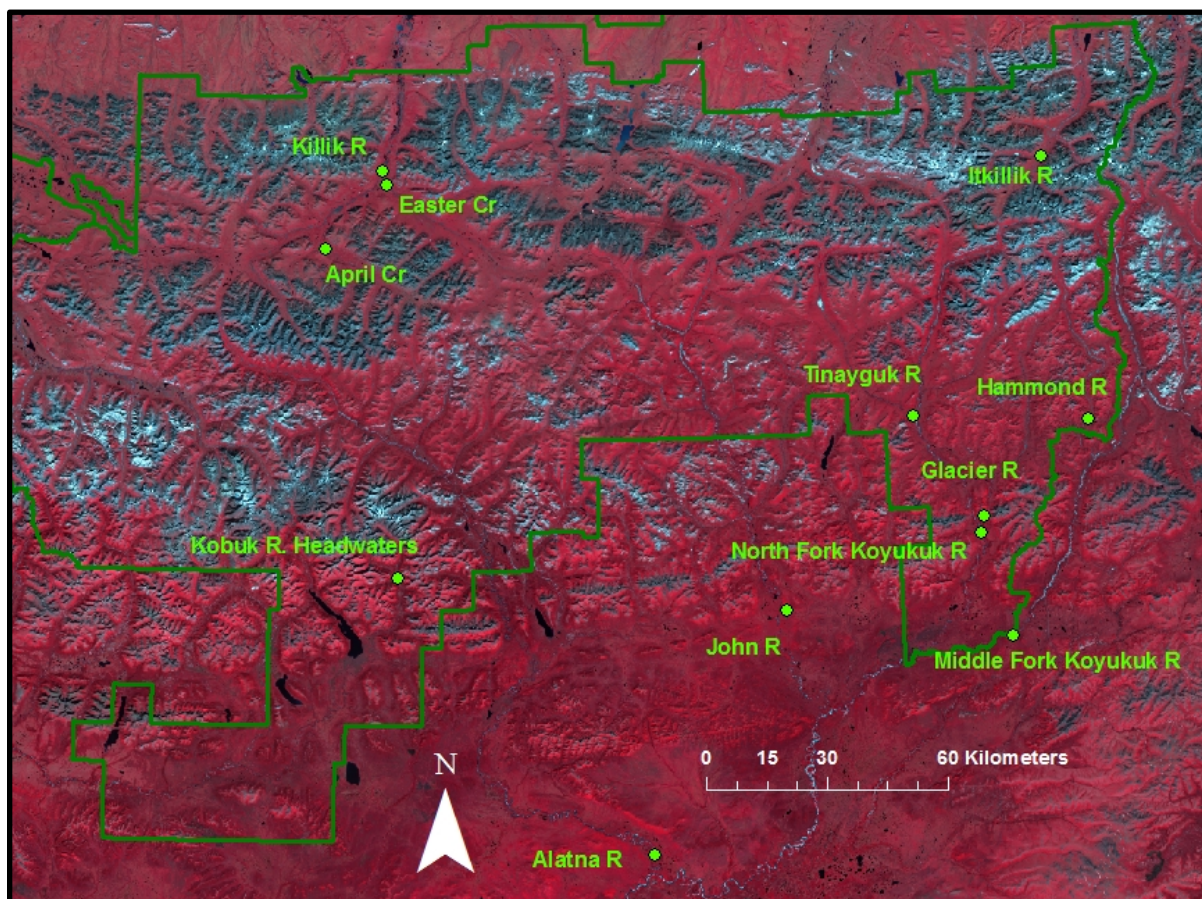 Killik R
Itkillik R
Easter Cr
April Cr
Tinayguk R
Hammond R
Glacier R
Kobuk R. Headwaters
North Fork Koyukuk R
John R
Middle Fork Koyukuk R
N
0 15 30 60 Kilometers
Alatna R